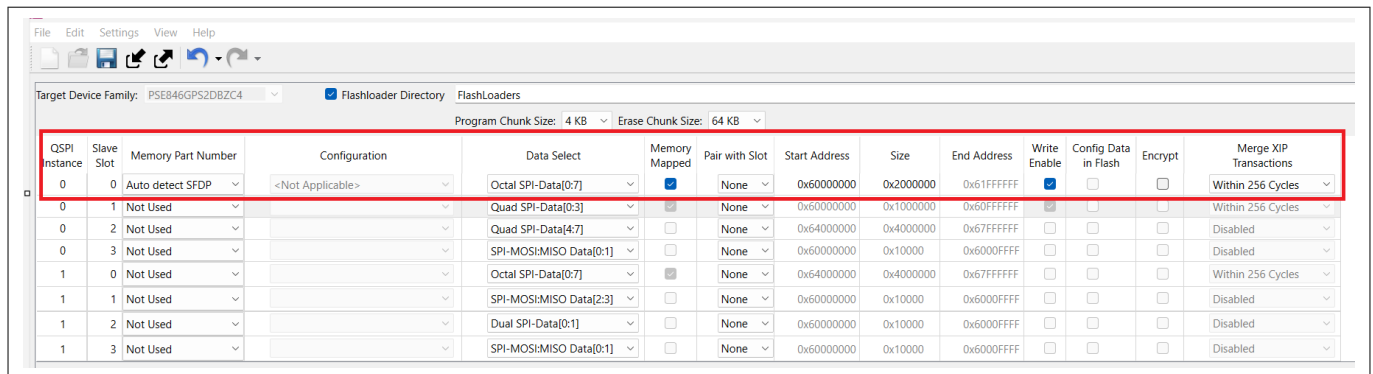 File Edit Settings View Help
Target Device Family: PSE846GPS2DBZC4 Flashloader Directory FlashLoaders
Program Chunk Size: 4 KB Erase Chunk Size: 64 KB
QSPI Instance Slave Slot Memory Part Number Configuration Data Select Memory Mapped Pair with Slot Start Address Size End Address Write Enable Config Data in Flash Encrypt Merge XIP Transactions
0 0 Auto detect SFDP <Not Applicable> Octal SPI-Data[0:7] None 0x60000000 0x2000000 0x61FFFFFF Within 256 Cycles
0 1 Not Used Quad SPI-Data[0:3] None 0x60000000 0x1000000 0x60FFFFFF Within 256 Cycles
0 2 Not Used Quad SPI-Data[4:7] None 0x64000000 0x4000000 0x67FFFFFF Disabled
0 3 Not Used SPI-MOSI:MISO Data[0:1] None 0x60000000 0x10000 0x6000FFFF Disabled
1 0 Not Used Octal SPI-Data[0:7] None 0x64000000 0x4000000 0x67FFFFFF Within 256 Cycles
1 1 Not Used SPI-MOSI:MISO Data[2:3] None 0x60000000 0x10000 0x6000FFFF Disabled
1 2 Not Used Dual SPI-Data[0:1] None 0x60000000 0x10000 0x6000FFFF Disabled
1 3 Not Used SPI-MOSI:MISO Data[0:1] None 0x60000000 0x10000 0x6000FFFF Disabled